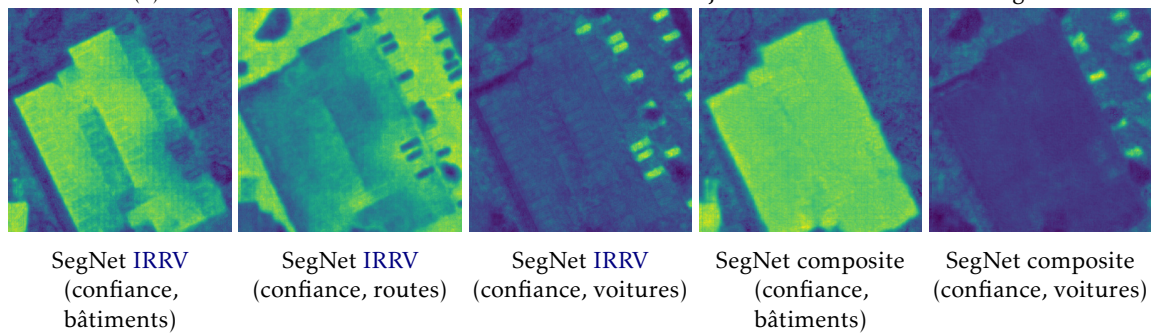 SegNet IRRV
(confiance,
bâtiments)
SegNet IRRV
(confiance, routes)
SegNet IRRV
(confiance, voitures)
SegNet composite
(confiance,
bâtiments)
SegNet composite
(confiance, voitures)